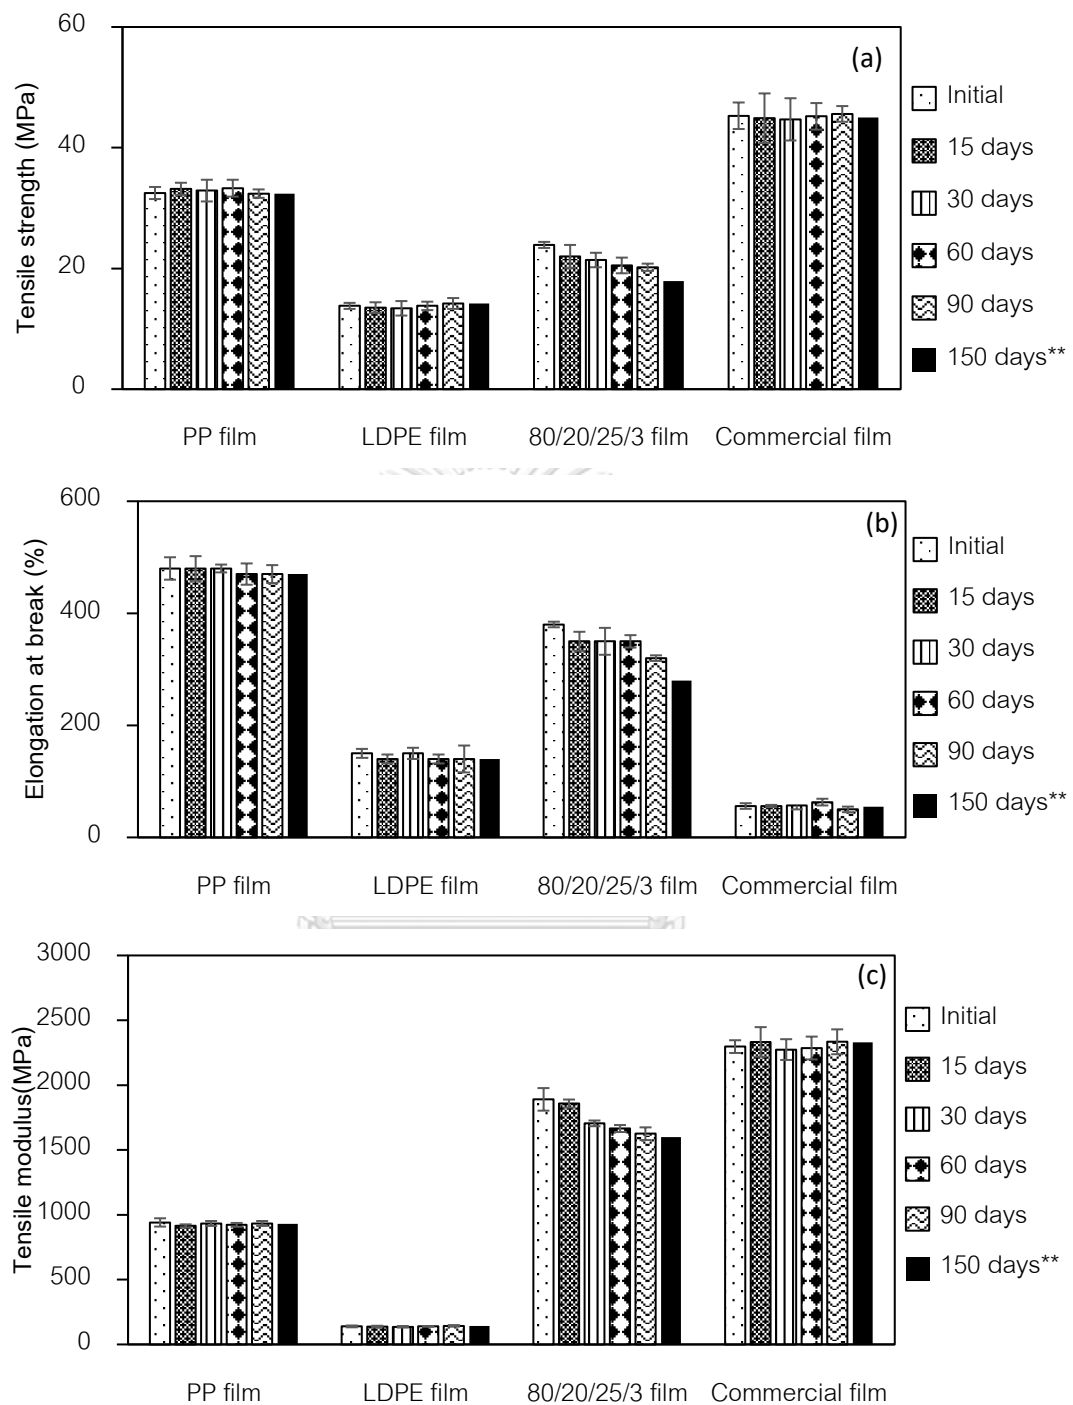 60
40
20
0
Tensile strength (MPa)
(a)
Initial
15 days
30 days
60 days
90 days
150 days**
PP film
LDPE film
80/20/25/3 film
Commercial film
600
400
200
0
Elongation at break (%)
(b)
Initial
15 days
30 days
60 days
90 days
150 days**
PP film
LDPE film
80/20/25/3 film
Commercial film
3000
2500
2000
1500
1000
500
0
Tensile modulus(MPa)
(c)
Initial
15 days
30 days
60 days
90 days
150 days**
PP film
LDPE film
80/20/25/3 film
Commercial film